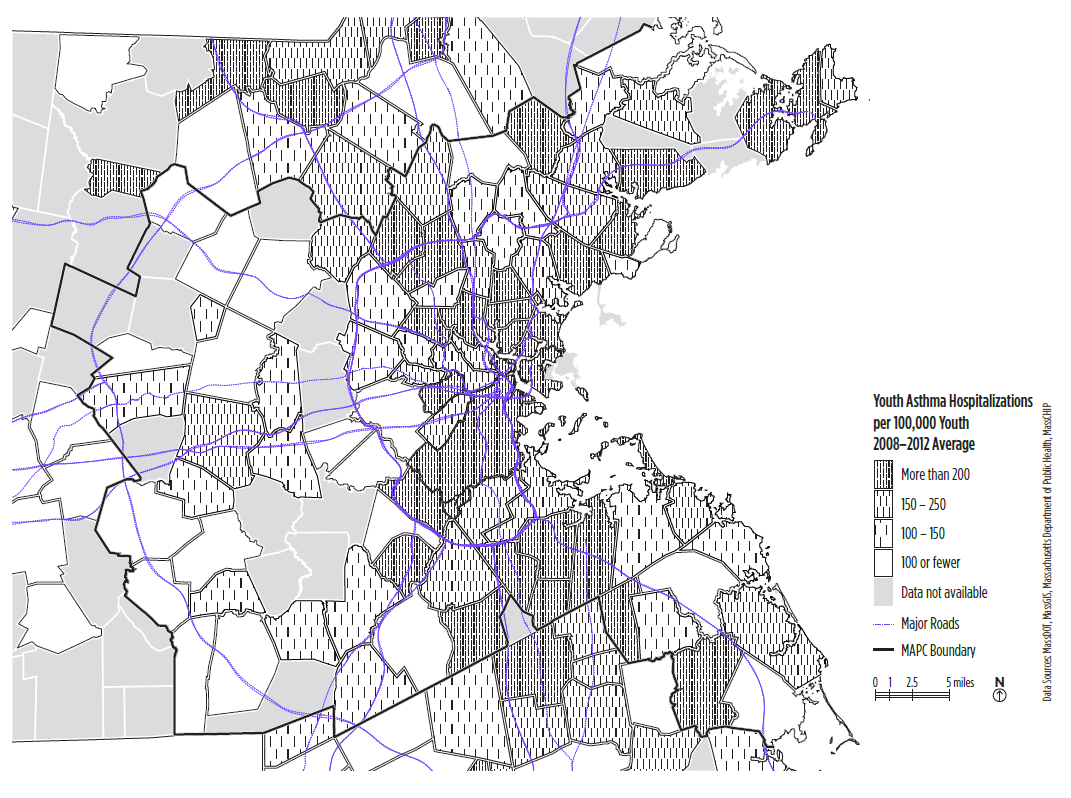 Youth Asthma Hospitalizations
per 100,000 Youth
2008–2012 Average
More than 200
150 – 250
100 – 150
100 or fewer
Data not available
Major Roads
MAPC Boundary
0 1 2.5 5 miles
N
Data Sources: MassDOT, MassGIS, Massachusetts Department of Public Health, MassCHIP